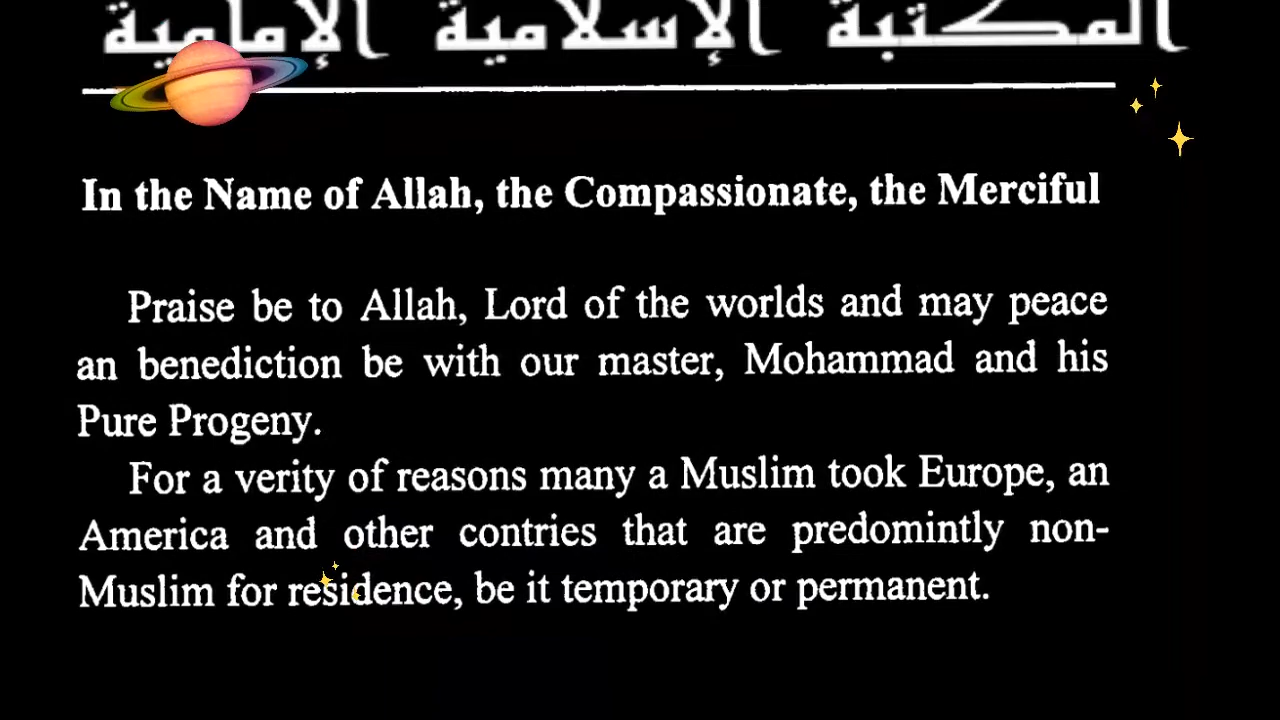 المكتبة الإسلامية الإمامية
In the Name of Allah, the Compassionate, the Merciful
Praise be to Allah, Lord of the worlds and may peace
an benediction be with our master, Mohammad and his
Pure Progeny.
For a verity of reasons many a Muslim took Europe, an
America and other contries that are predomintly non-
Muslim for residence, be it temporary or permanent.